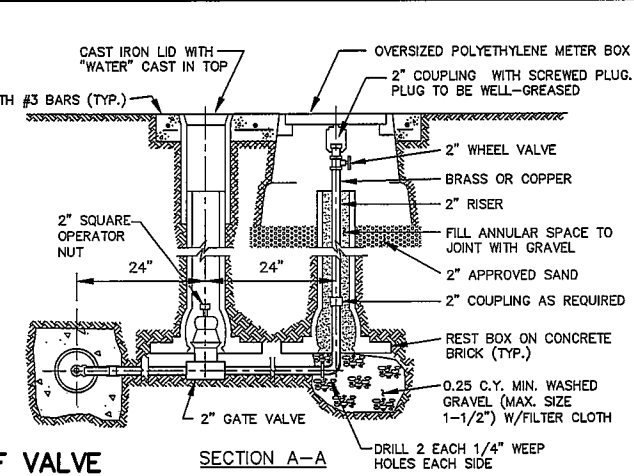 CAST IRON LID WITH
"WATER" CAST IN TOP
TH #3 BARS (TYP.)
2" SQUARE
OPERATOR
NUT
24"
24"
OVERSIZED POLYETHYLENE METER BOX
2" COUPLING WITH SCREWED PLUG.
PLUG TO BE WELL-GREASED
2" WHEEL VALVE
BRASS OR COPPER
2" RISER
FILL ANNULAR SPACE TO
JOINT WITH GRAVEL
2" APPROVED SAND
2" COUPLING AS REQUIRED
REST BOX ON CONCRETE
BRICK (TYP.)
0.25 C.Y. MIN. WASHED
GRAVEL (MAX. SIZE
1-1/2") W/FILTER CLOTH
2" GATE VALVE
DRILL 2 EACH 1/4" WEEP
HOLES EACH SIDE
F VALVE
SECTION A-A